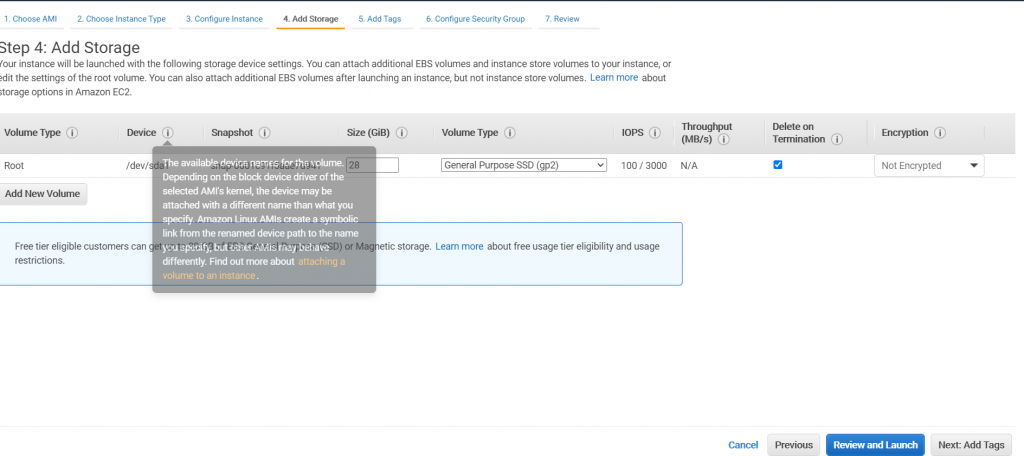 1. Choose AMI 2. Choose Instance Type 3. Configure Instance 4. Add Storage 5. Add Tags 6. Configure Security Group 7. Review
Step 4: Add Storage
Your instance will be launched with the following storage device settings. You can attach additional EBS volumes and instance store volumes to your instance, or
edit the settings of the root volume. You can also attach additional EBS volumes after launching an instance, but not instance store volumes. Learn more about
storage options in Amazon EC2.
Volume Type Device Snapshot Size (GiB) Volume Type IOPS Throughput (MB/s) Delete on Termination Encryption
Root /dev/sda1 28 General Purpose SSD (gp2) 100 / 3000 N/A Not Encrypted
The available device names for the volume.
Depending on the block device driver of the
selected AMI's kernel, the device may be
attached with a different name than what you
specify. Amazon Linux AMIs create a symbolic
link from the renamed device path to the name
you specify, but other AMIs may behave
differently. Find out more about attaching a
volume to an instance.
Add New Volume
Free tier eligible customers can get SSD) or Magnetic storage. Learn more about free usage tier eligibility and usage
restrictions.
Cancel Previous Review and Launch Next: Add Tags